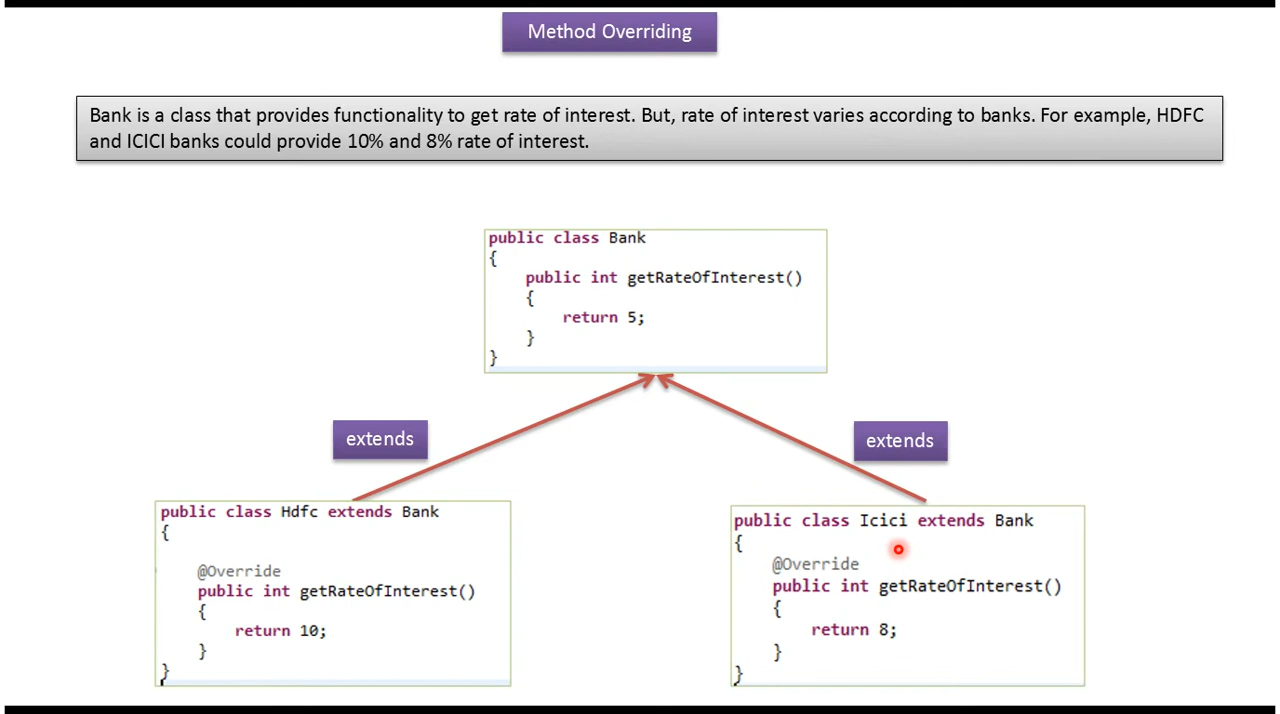 Method Overriding
Bank is a class that provides functionality to get rate of interest. But, rate of interest varies according to banks. For example, HDFC
and ICICI banks could provide 10% and 8% rate of interest.
public class Bank
{
public int getRateOfInterest()
{
return 5;
}
}
extends
extends
public class Hdfc extends Bank
{
@Override
public int getRateOfInterest()
{
return 10;
}
}
public class Icici extends Bank
{
@Override
public int getRateOfInterest()
{
return 8;
}
}